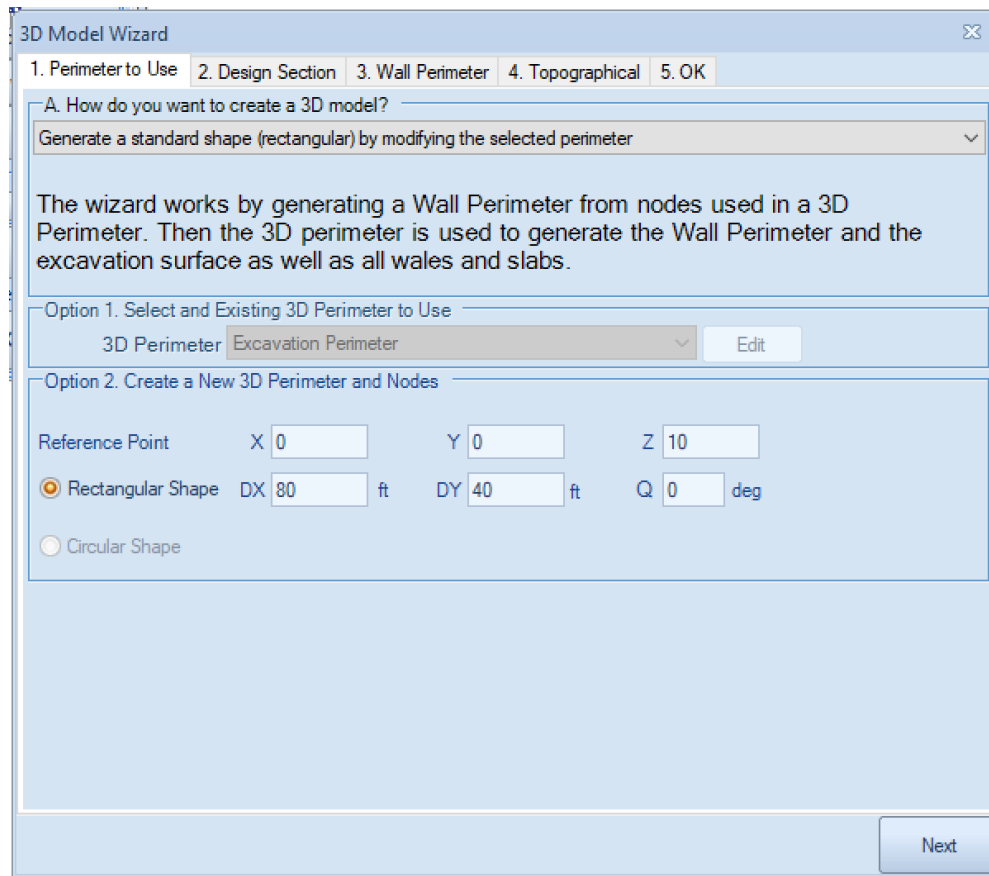 3D Model Wizard
1. Perimeter to Use 2. Design Section 3. Wall Perimeter 4. Topographical 5. OK
A. How do you want to create a 3D model?
Generate a standard shape (rectangular) by modifying the selected perimeter
The wizard works by generating a Wall Perimeter from nodes used in a 3D
Perimeter. Then the 3D perimeter is used to generate the Wall Perimeter and the
excavation surface as well as all wales and slabs.
Option 1. Select and Existing 3D Perimeter to Use
3D Perimeter Excavation Perimeter Edit
Option 2. Create a New 3D Perimeter and Nodes
Reference Point X 0 Y 0 Z 10
Rectangular Shape DX 80 ft DY 40 ft Q 0 deg
Circular Shape
Next